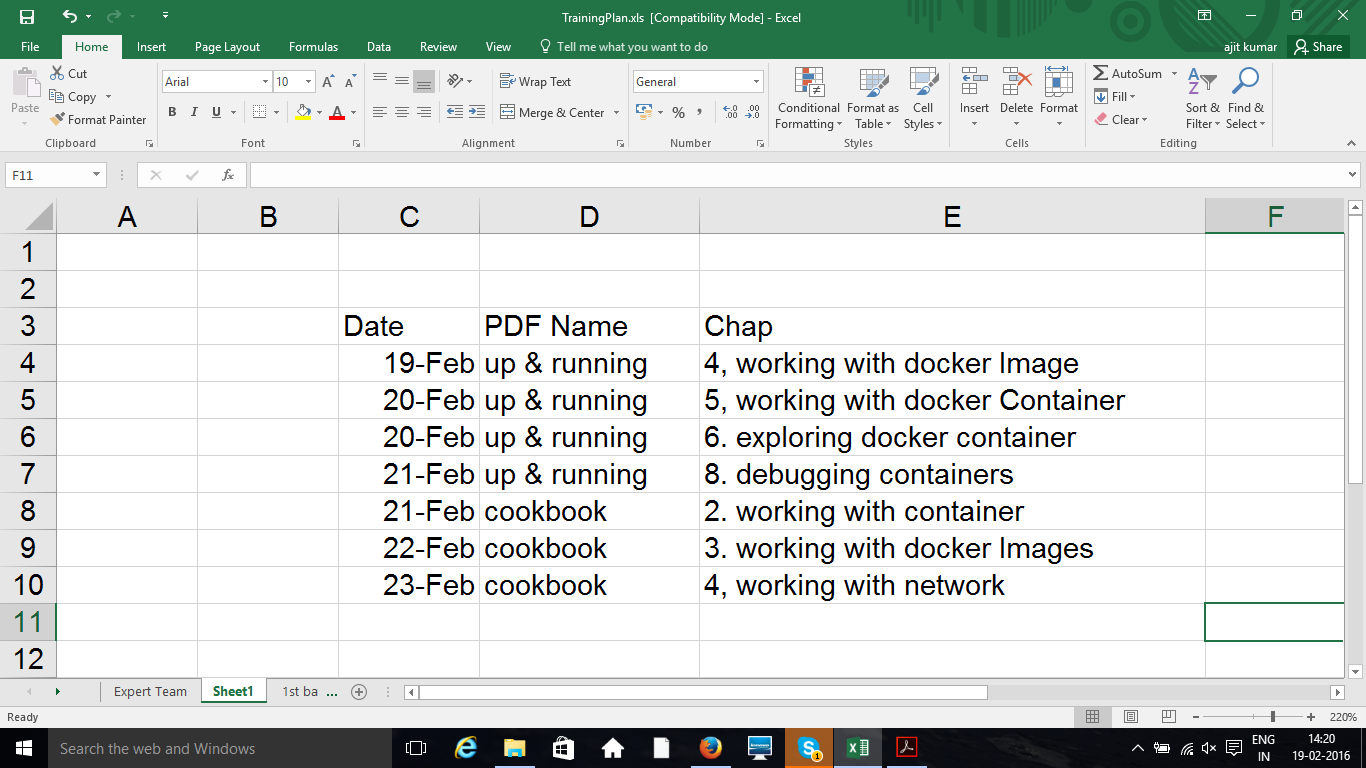 TrainingPlan.xls [Compatibility Mode] - Excel
File Home Insert Page Layout Formulas Data Review View Tell me what you want to do ajit kumar Share
Paste Cut Copy Format Painter
Clipboard
Arial 10
B I U A
Font
Wrap Text
Merge & Center
Alignment
General
%
Number
Conditional Formatting Format as Table Cell Styles
Styles
Insert Delete Format
Cells
AutoSum Fill Clear
Sort & Filter Find & Select
Editing
F11 fx
A B C D E F
1
2
3 Date PDF Name Chap
4 19-Feb up & running 4, working with docker Image
5 20-Feb up & running 5, working with docker Container
6 20-Feb up & running 6. exploring docker container
7 21-Feb up & running 8. debugging containers
8 21-Feb cookbook 2. working with container
9 22-Feb cookbook 3. working with docker Images
10 23-Feb cookbook 4, working with network
11
12
Expert Team Sheet1 1st ba ...
Ready 220%
Search the web and Windows
ENG 14:20
IN 19-02-2016